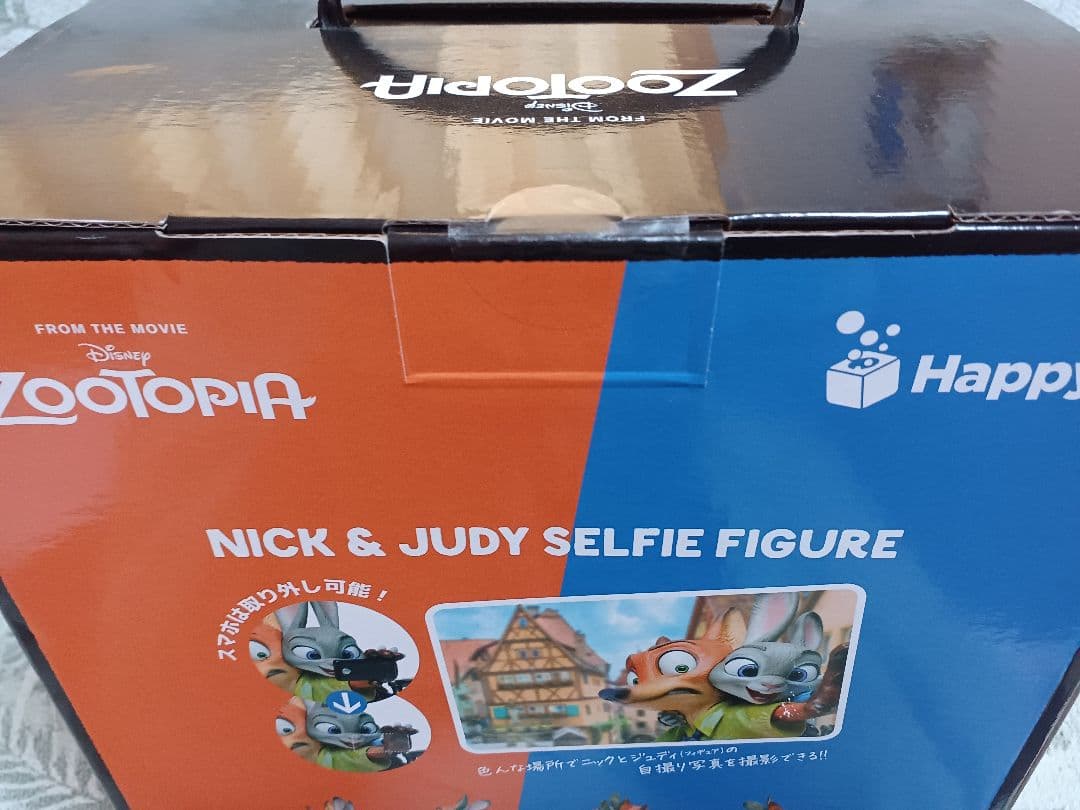 ZOOTOPIA
DISNEY
FROM THE MOVIE
FROM THE MOVIE
DISNEY
ZOOTOPIA
Happy
NICK & JUDY SELFIE FIGURE
スマホは取り外し可能！
色んな場所でニックとジュディ(フィギュア)の
自撮り写真を撮影できる!!